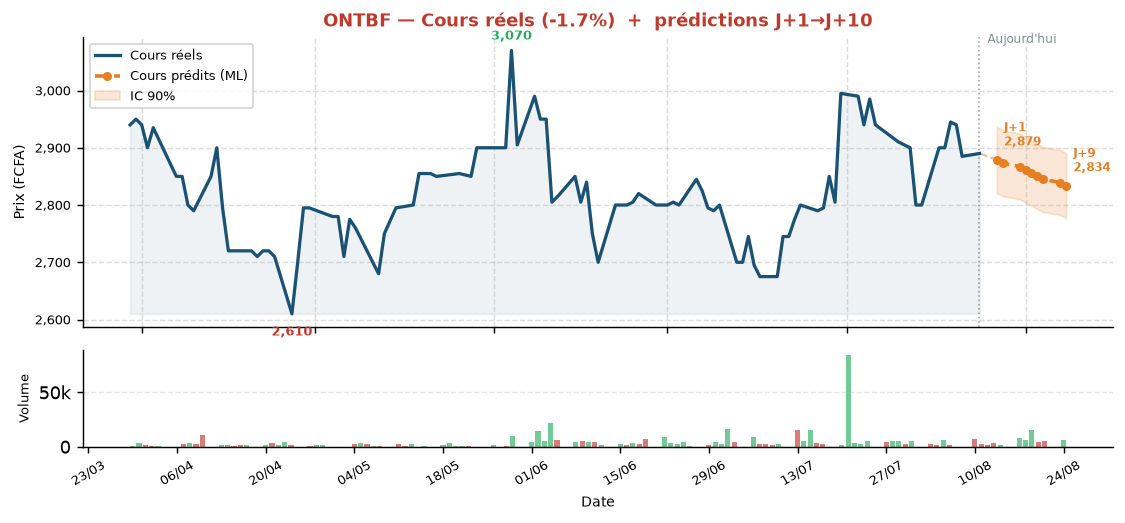 ONTBF — Cours réels (-1.7%)  +  prédictions J+1→J+10
3,070
Aujourd'hui
Cours réels
Cours prédits (ML)
IC 90%
Prix (FCFA)
3,000
2,900
2,800
2,700
2,600
J+1
2,879
J+9
2,834
2,610
Volume
50k
0
23/03
06/04
20/04
04/05
18/05
01/06
15/06
29/06
13/07
27/07
10/08
24/08
Date